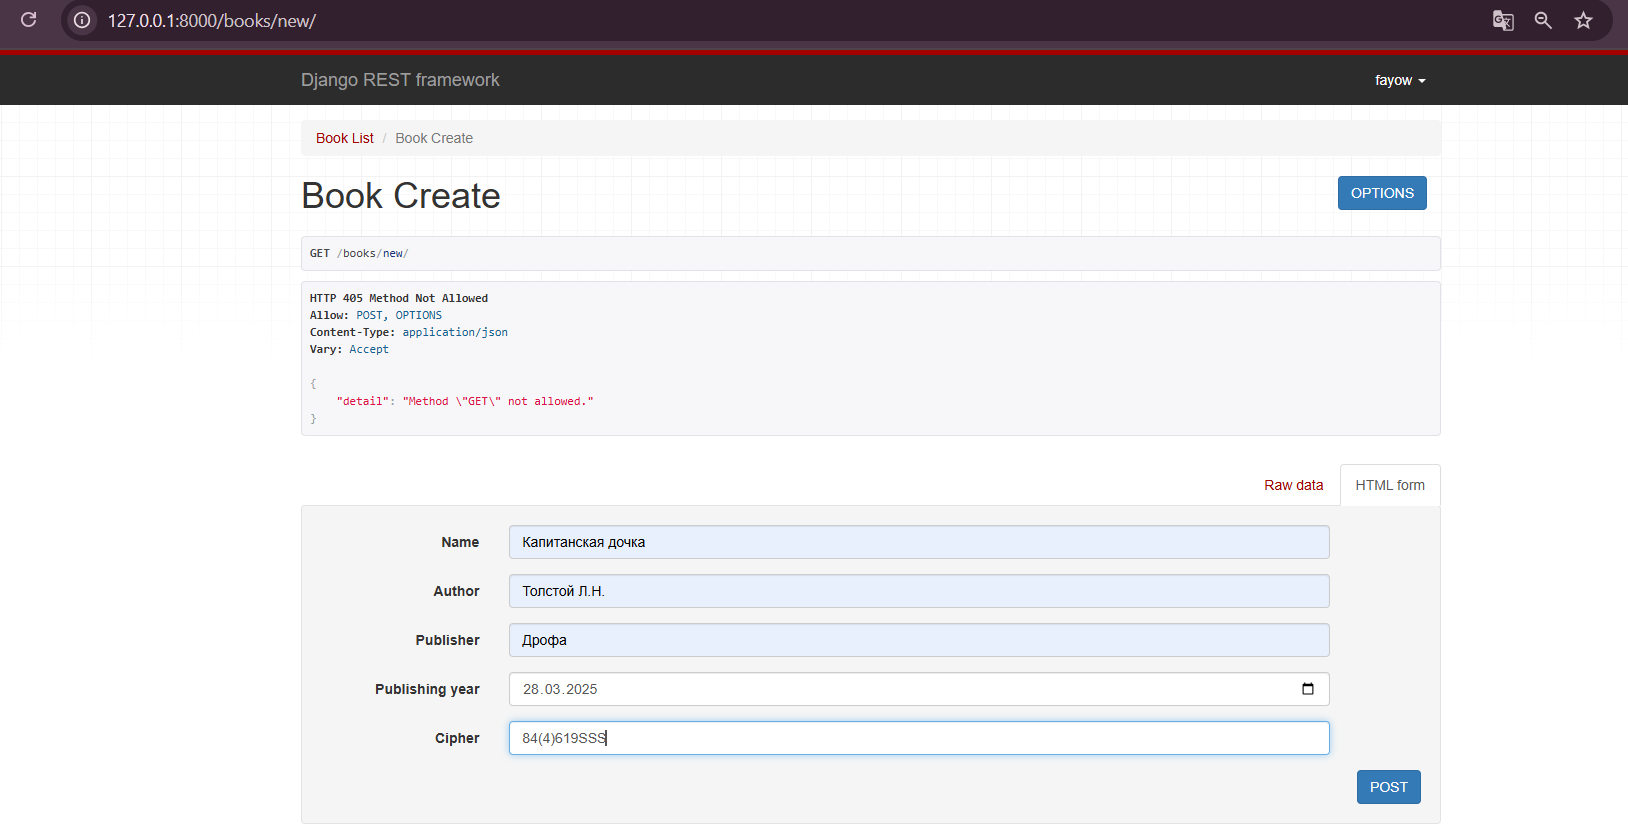 127.0.0.1:8000/books/new/
Django REST framework
fayow
Book List / Book Create
Book Create
OPTIONS
GET /books/new/
HTTP 405 Method Not Allowed
Allow: POST, OPTIONS
Content-Type: application/json
Vary: Accept
{
"detail": "Method \"GET\" not allowed."
}
Raw data
HTML form
Name Капитанская дочка
Author Толстой Л.Н.
Publisher Дрофа
Publishing year 28.03.2025
Cipher 84(4)619SSS
POST